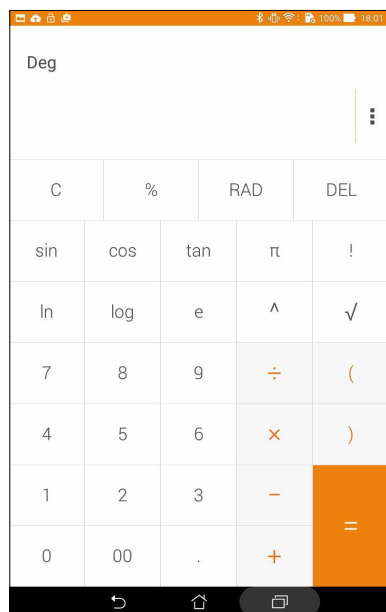 100% 18:01
Deg
C % RAD DEL
sin cos tan π !
ln log e ^ √
7 8 9 ÷ (
4 5 6 × )
1 2 3 −
=
0 00 . +